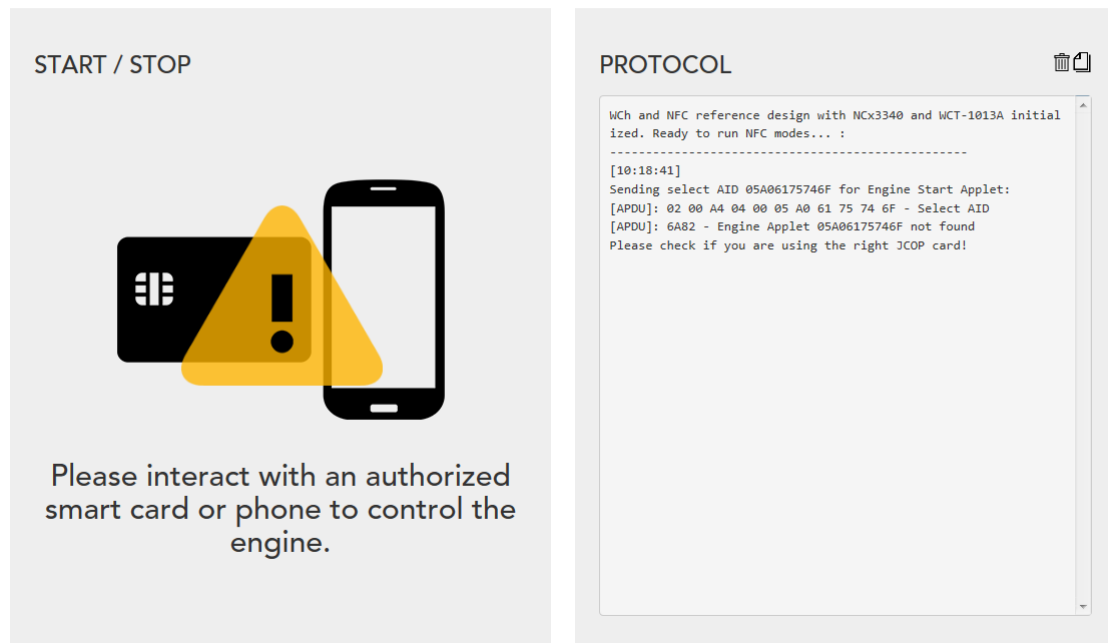 START / STOP
Please interact with an authorized
smart card or phone to control the
engine.
PROTOCOL
WCh and NFC reference design with NCx3340 and WCT-1013A initial
ized. Ready to run NFC modes... :
-------------------------------------------------
[10:18:41]
Sending select AID 05A06175746F for Engine Start Applet:
[APDU]: 02 00 A4 04 00 05 A0 61 75 74 6F - Select AID
[APDU]: 6A82 - Engine Applet 05A06175746F not found
Please check if you are using the right JCOP card!